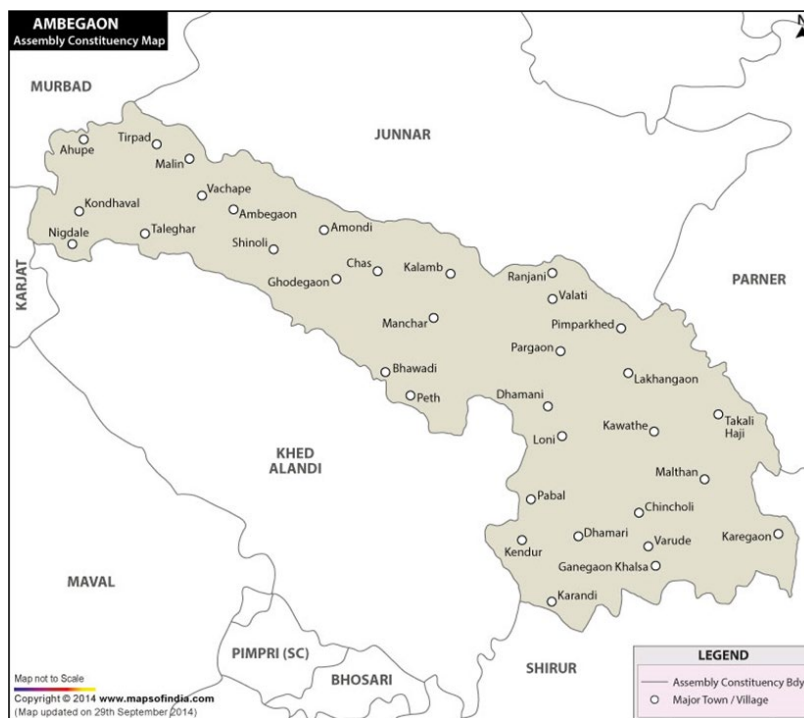 AMBEGAON
Assembly Constituency Map
N
MURBAD
JUNNAR
Tirpad
Ahupe
Malin
Vachape
Kondhaval
Ambegaon
Nigdale
Taleghar
Amondi
Shinoli
Chas
Kalamb
Ghodegaon
Ranjani
KARJAT
PARNER
Valati
Manchar
Pimparkhed
Pargaon
Bhawadi
Lakhangaon
Peth
Dhamani
Takali
Haji
Kawathe
Loni
KHED
ALANDI
Malthan
Pabal
Chincholi
Dhamari
Karegaon
Kendur
Varude
Ganegaon Khalsa
MAVAL
Karandi
PIMPRI (SC)
BHOSARI
SHIRUR
LEGEND
Assembly Constituency Bdy
Major Town / Village
Map not to Scale
Copyright © 2014 www.mapsofindia.com
(Map updated on 29th September 2014)